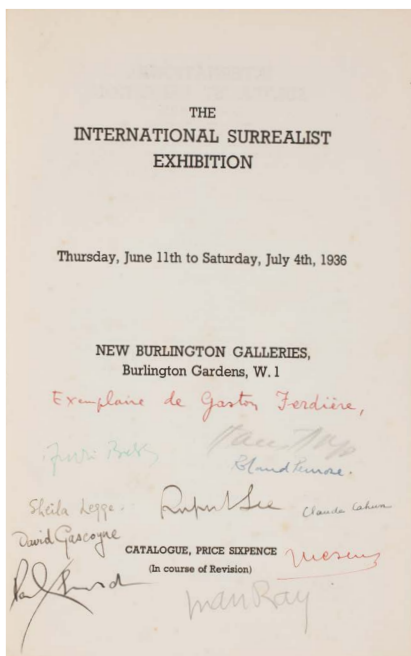 THE
INTERNATIONAL SURREALIST
EXHIBITION
Thursday, June 11th to Saturday, July 4th, 1936
NEW BURLINGTON GALLERIES,
Burlington Gardens, W. 1
Exemplaire de Gaston Ferdière,
Roland Penrose.
Sheila Legge.
Rupert Lee
Claude Cahun
David Gascoyne
CATALOGUE, PRICE SIXPENCE
Mesens
(In course of Revision)
Man Ray